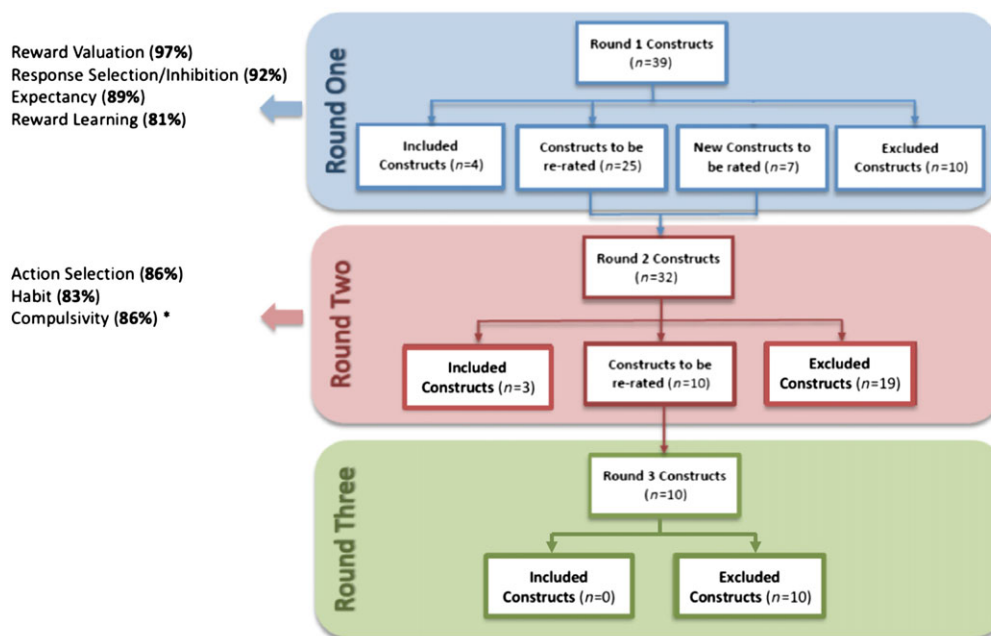 Reward Valuation (97%)
Response Selection/Inhibition (92%)
Expectancy (89%)
Reward Learning (81%)
Round One
Round 1 Constructs
(n=39)
Included
Constructs (n=4)
Constructs to be
re-rated (n=25)
New Constructs to
be rated (n=7)
Excluded
Constructs (n=10)
Action Selection (86%)
Habit (83%)
Compulsivity (86%) *
Round Two
Round 2 Constructs
(n=32)
Included
Constructs (n=3)
Constructs to be
re-rated (n=10)
Excluded
Constructs (n=19)
Round Three
Round 3 Constructs
(n=10)
Included
Constructs (n=0)
Excluded
Constructs (n=10)